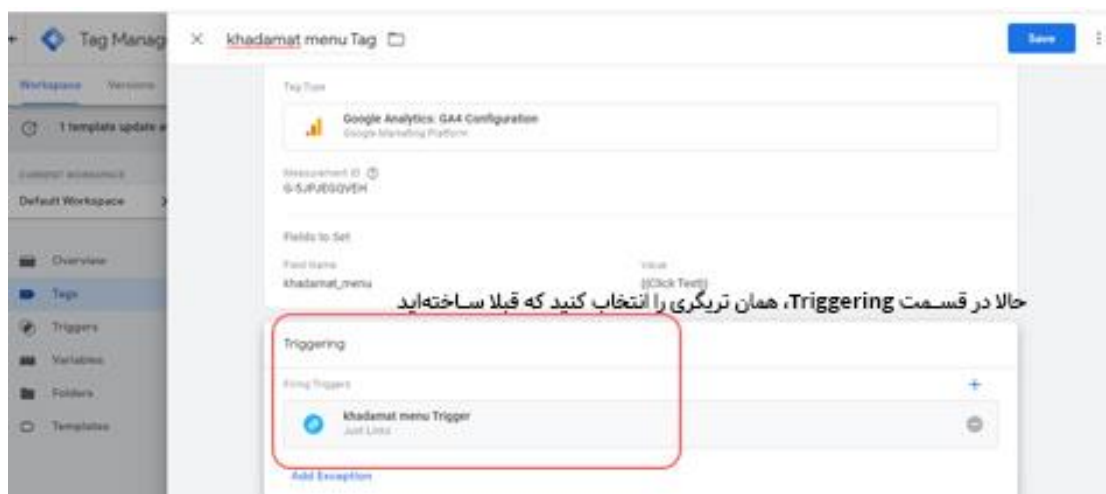 Tag Manag
khadamat menu Tag
Save
Workspace Versions
1 template update a
CURRENT WORKSPACE
Default Workspace
Overview
Tags
Triggers
Variables
Folders
Templates
Tag Type
Google Analytics: GA4 Configuration
Google Marketing Platform
Measurement ID
Fields to Set
Field Name
Value
khadamat_menu
{{Click Text}}
حالا در قسمت Triggering، همان تریگری را انتخاب کنید که قبلا ساخته‌اید
Triggering
Firing Triggers
khadamat menu Trigger
Just Links
Add Exception